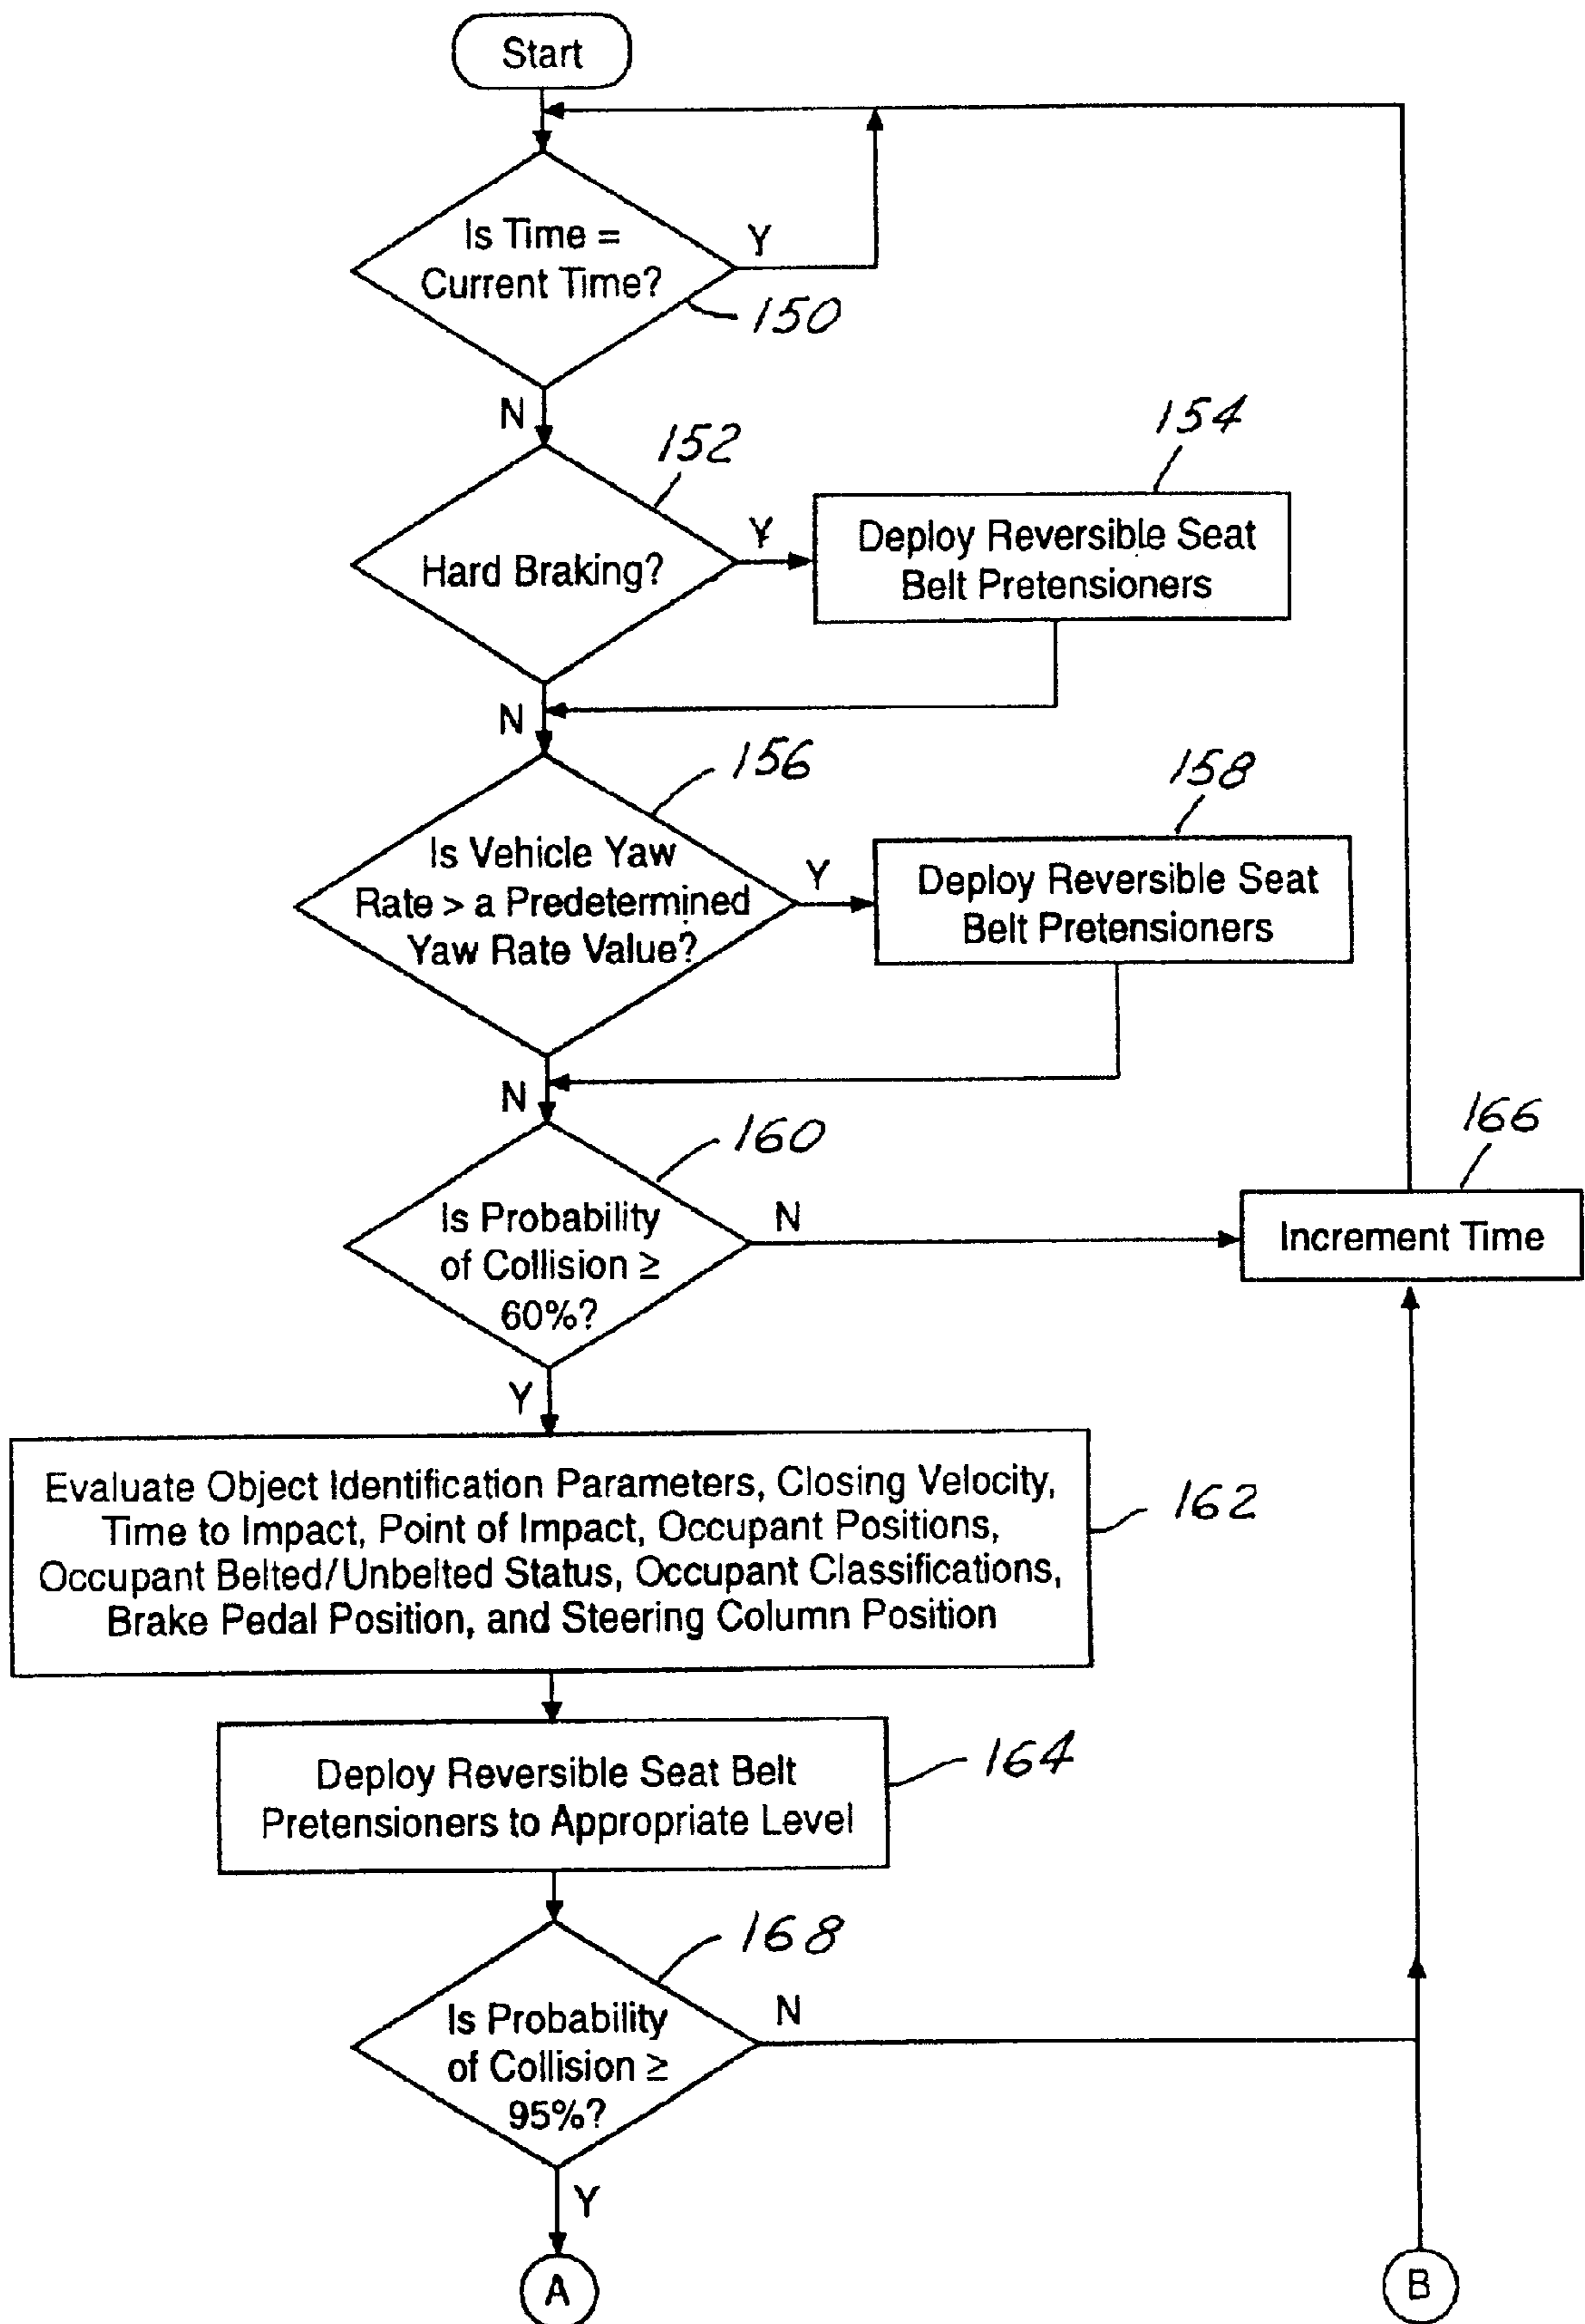 Start
Is Time =
Current Time?
Y
150
N
152
154
Hard Braking?
Y
Deploy Reversible Seat
Belt Pretensioners
N
156
158
Is Vehicle Yaw
Rate > a Predetermined
Yaw Rate Value?
Y
Deploy Reversible Seat
Belt Pretensioners
N
160
166
Is Probability
of Collision ≥
60%?
N
Increment Time
Y
Evaluate Object Identification Parameters, Closing Velocity,
Time to Impact, Point of Impact, Occupant Positions,
Occupant Belted/Unbelted Status, Occupant Classifications,
Brake Pedal Position, and Steering Column Position
162
Deploy Reversible Seat Belt
Pretensioners to Appropriate Level
164
168
Is Probability
of Collision ≥
95%?
N
Y
A
B